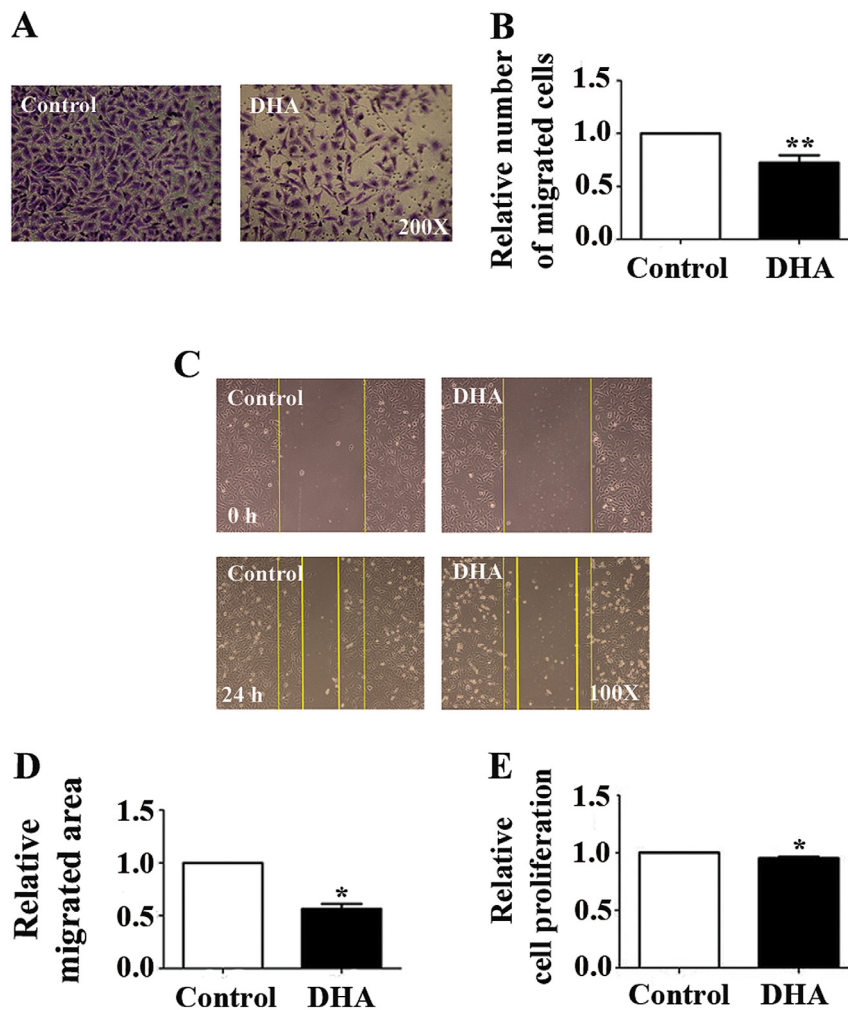 A
Control
DHA
200X
B
Relative number
of migrated cells
1.5
1.0
0.5
0.0
**
Control
DHA
C
Control
0 h
DHA
Control
24 h
DHA
100X
D
Relative
migrated area
1.5
1.0
0.5
0.0
*
Control
DHA
E
Relative
cell proliferation
1.5
1.0
0.5
0.0
*
Control
DHA